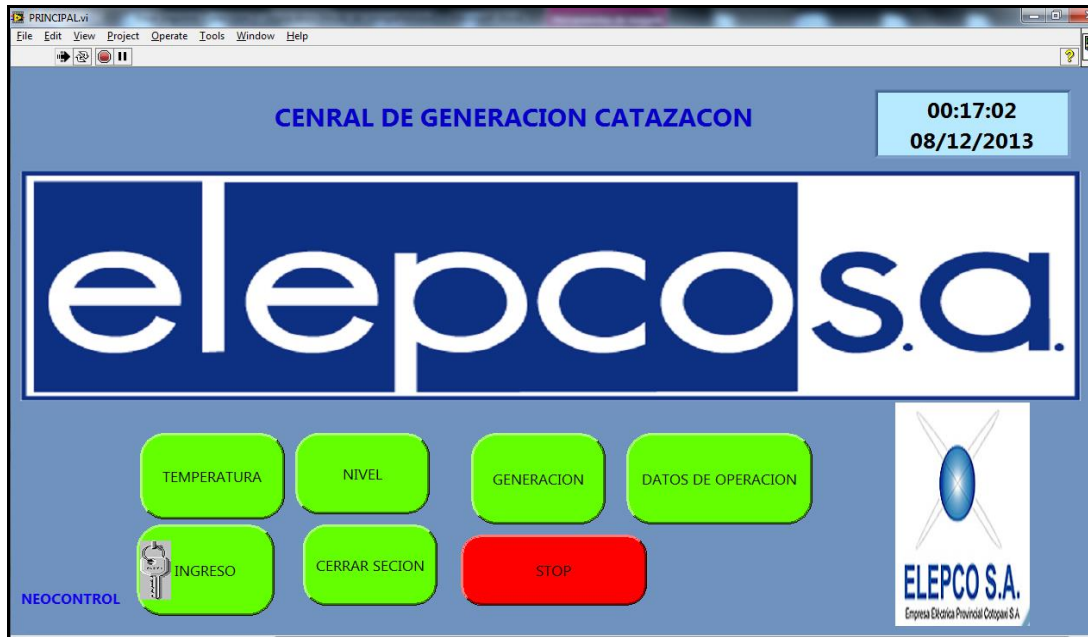 PRINCIPAL.vi
File Edit View Project Operate Tools Window Help
CENRAL DE GENERACION CATAZACON
00:17:02
08/12/2013
elepcos.a.
TEMPERATURA
NIVEL
GENERACION
DATOS DE OPERACION
INGRESO
CERRAR SECION
STOP
NEOCONTROL
ELEPCO S.A.
Empresa Eléctrica Provincial Cotopaxi S.A